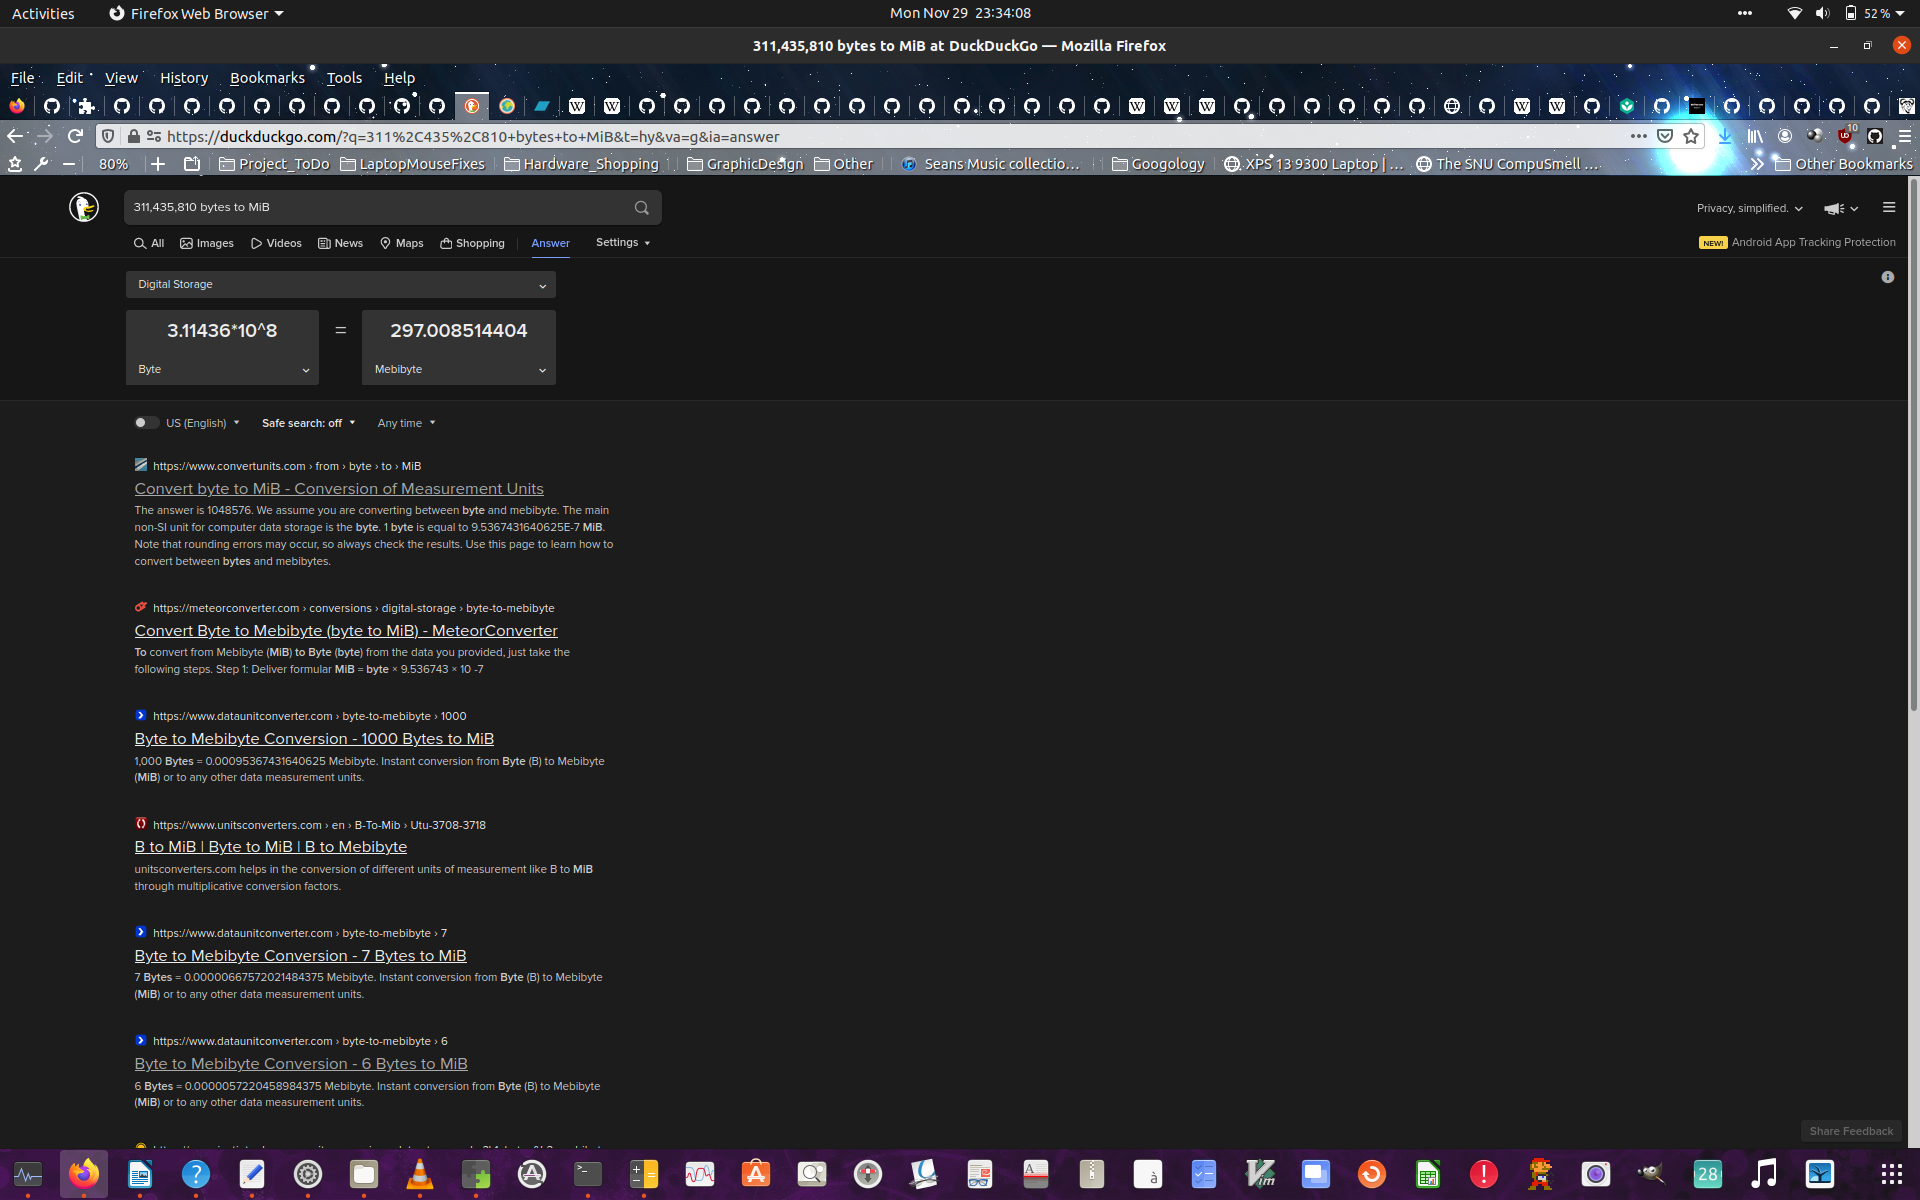 Activities
Firefox Web Browser
Mon Nov 29 23:34:08
52 %
311,435,810 bytes to MiB at DuckDuckGo — Mozilla Firefox
File Edit View History Bookmarks Tools Help
https://duckduckgo.com/?q=311%2C435%2C810+bytes+to+MiB&t=hy&va=g&ia=answer
10
80%
Project_ToDo
LaptopMouseFixes
Hardware_Shopping
GraphicDesign
Other
Seans Music collectio…
Googology
XPS 13 9300 Laptop | …
The SNU CompuSmell …
Other Bookmarks
311,435,810 bytes to MiB
Privacy, simplified.
All
Images
Videos
News
Maps
Shopping
Answer
Settings
NEW! Android App Tracking Protection
Digital Storage
3.11436*10^8 = 297.008514404
Byte
Mebibyte
US (English)
Safe search: off
Any time
https://www.convertunits.com › from › byte › to › MiB
Convert byte to MiB - Conversion of Measurement Units
The answer is 1048576. We assume you are converting between byte and mebibyte. The main
non-SI unit for computer data storage is the byte. 1 byte is equal to 9.5367431640625E-7 MiB.
Note that rounding errors may occur, so always check the results. Use this page to learn how to
convert between bytes and mebibytes.
https://meteorconverter.com › conversions › digital-storage › byte-to-mebibyte
Convert Byte to Mebibyte (byte to MiB) - MeteorConverter
To convert from Mebibyte (MiB) to Byte (byte) from the data you provided, just take the
following steps. Step 1: Deliver formular MiB = byte × 9.536743 × 10 -7
https://www.dataunitconverter.com › byte-to-mebibyte › 1000
Byte to Mebibyte Conversion - 1000 Bytes to MiB
1,000 Bytes = 0.00095367431640625 Mebibyte. Instant conversion from Byte (B) to Mebibyte
(MiB) or to any other data measurement units.
https://www.unitsconverters.com › en › B-To-Mib › Utu-3708-3718
B to MiB | Byte to MiB | B to Mebibyte
unitsconverters.com helps in the conversion of different units of measurement like B to MiB
through multiplicative conversion factors.
https://www.dataunitconverter.com › byte-to-mebibyte › 7
Byte to Mebibyte Conversion - 7 Bytes to MiB
7 Bytes = 0.00000667572021484375 Mebibyte. Instant conversion from Byte (B) to Mebibyte
(MiB) or to any other data measurement units.
https://www.dataunitconverter.com › byte-to-mebibyte › 6
Byte to Mebibyte Conversion - 6 Bytes to MiB
6 Bytes = 0.0000057220458984375 Mebibyte. Instant conversion from Byte (B) to Mebibyte
(MiB) or to any other data measurement units.
Share Feedback
28